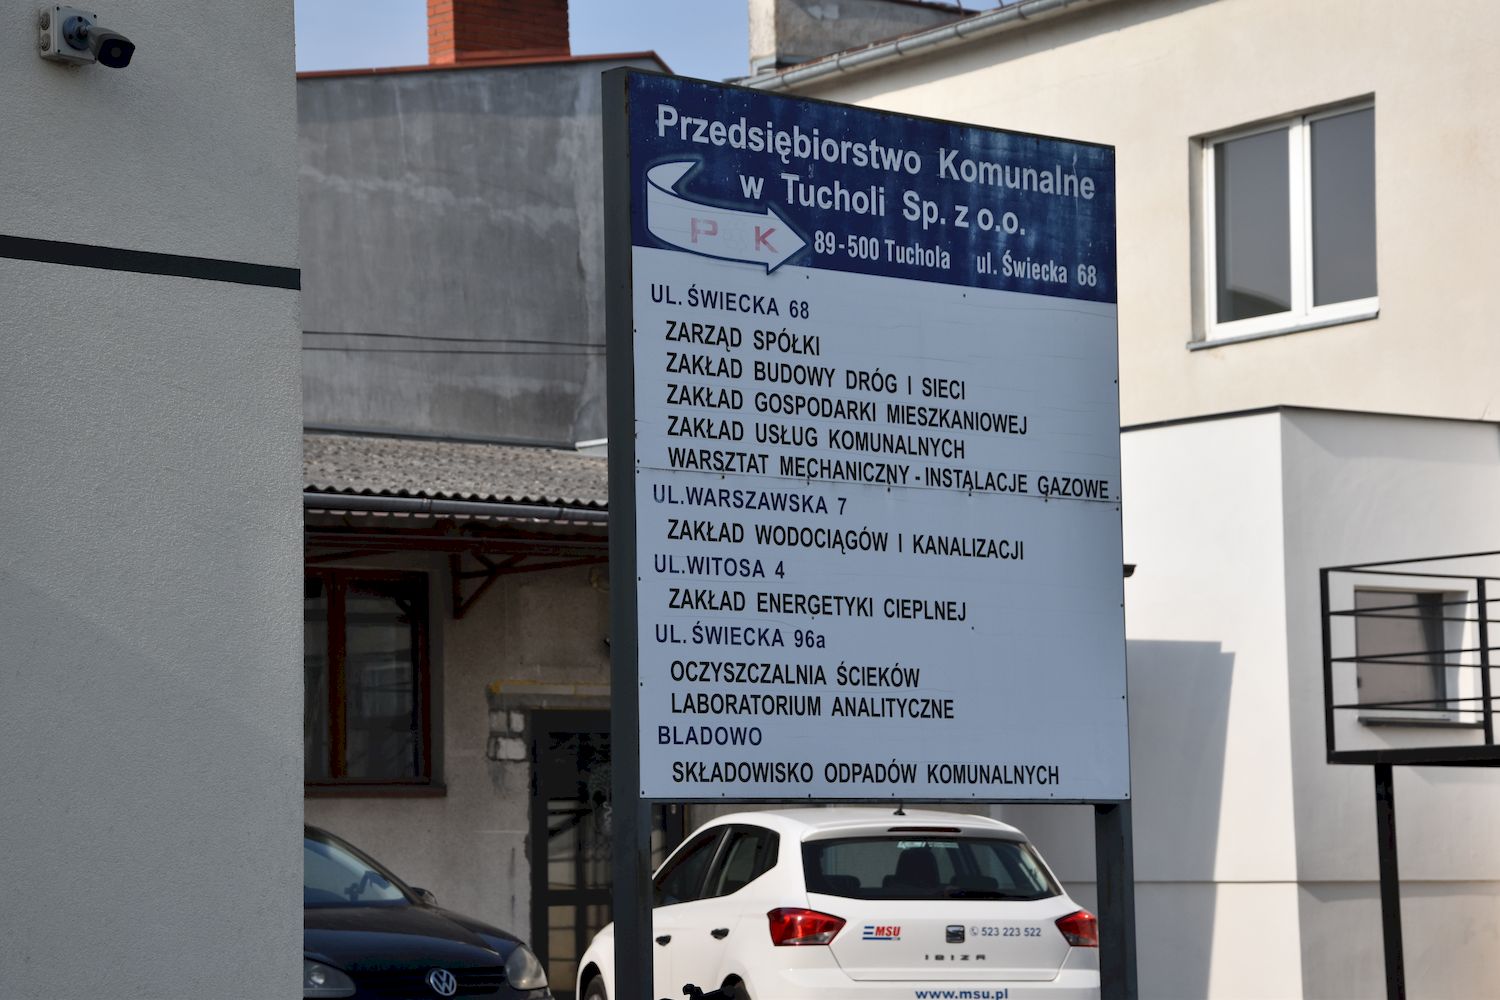 Przedsiębiorstwo Komunalne
w Tucholi Sp. z o.o.
P K
89-500 Tuchola ul. Świecka 68
UL. ŚWIECKA 68
ZARZĄD SPÓŁKI
ZAKŁAD BUDOWY DRÓG I SIECI
ZAKŁAD GOSPODARKI MIESZKANIOWEJ
ZAKŁAD USŁUG KOMUNALNYCH
WARSZTAT MECHANICZNY - INSTALACJE GAZOWE
UL.WARSZAWSKA 7
ZAKŁAD WODOCIĄGÓW I KANALIZACJI
UL.WITOSA 4
ZAKŁAD ENERGETYKI CIEPLNEJ
UL. ŚWIECKA 96a
OCZYSZCZALNIA ŚCIEKÓW
LABORATORIUM ANALITYCZNE
BLADOWO
SKŁADOWISKO ODPADÓW KOMUNALNYCH
MSU
523 223 522
IBIZA
www.msu.pl